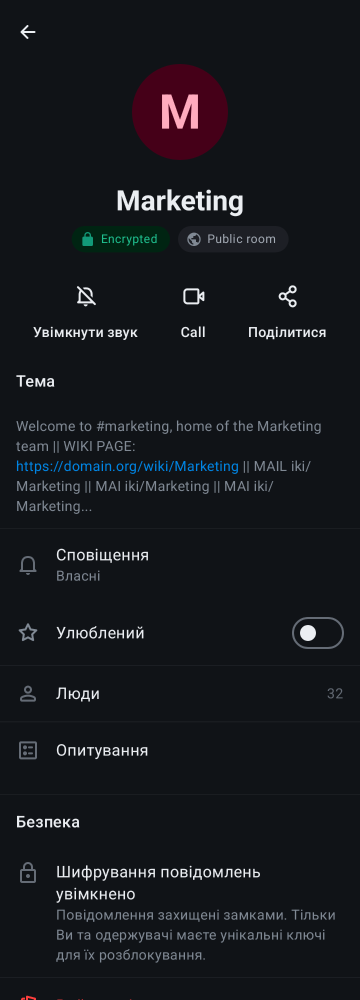 M
Marketing
Encrypted
Public room
Увімкнути звук
Call
Поділитися
Тема
Welcome to #marketing, home of the Marketing
team || WIKI PAGE:
https://domain.org/wiki/Marketing || MAIL iki/
Marketing || MAI iki/Marketing || MAI iki/
Marketing...
Сповіщення
Власні
Улюблений
Люди
32
Опитування
Безпека
Шифрування повідомлень
увімкнено
Повідомлення захищені замками. Тільки
Ви та одержувачі маєте унікальні ключі
для їх розблокування.